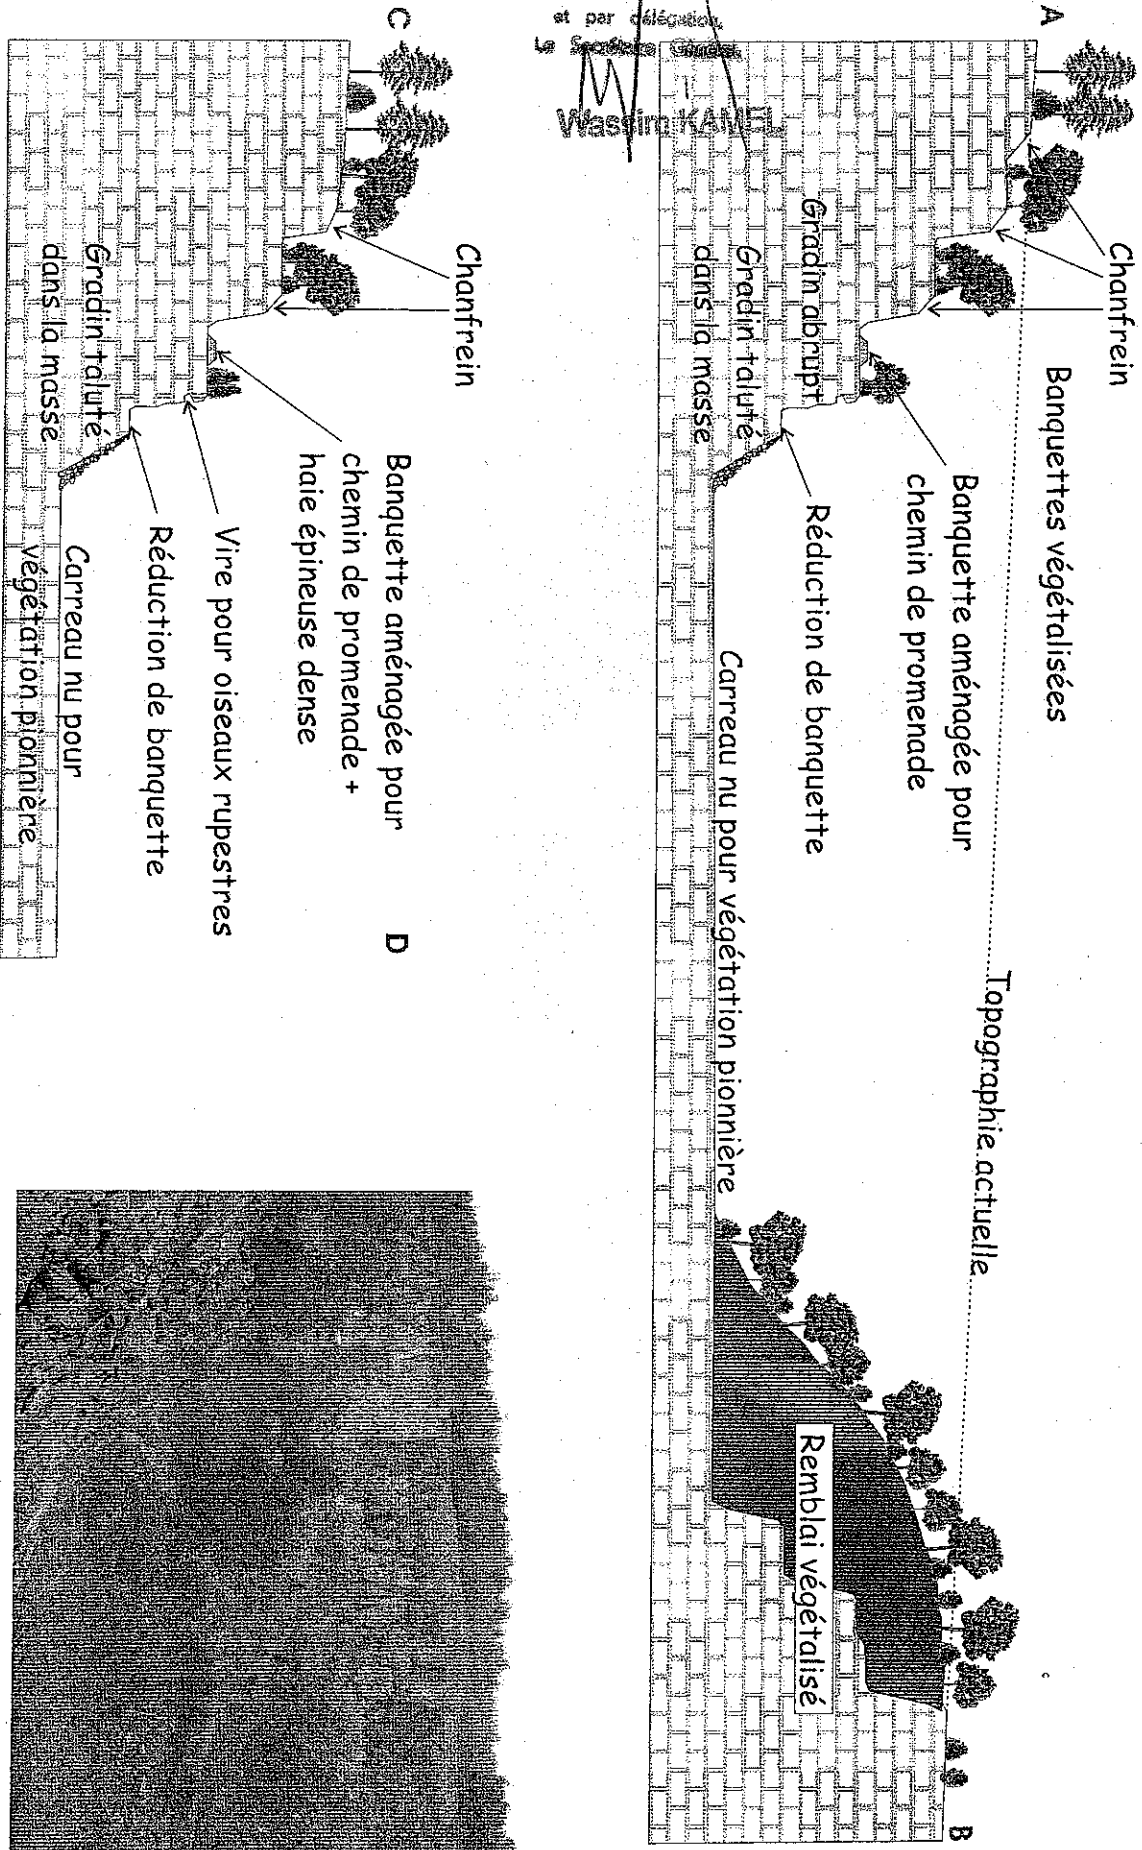 A
Chanfrein
Banquettes végétalisées
Topographie actuelle
Banquette aménagée pour
chemin de promenade
Réduction de banquette
Gradin abrupt
Gradin taluté
dans la masse
Carreau nu pour végétation pionnière
Remblai végétalisé
B
et par délégation,
Le Secrétaire Général
Wassim KAMEL
C
Chanfrein
D
Banquette aménagée pour
chemin de promenade +
haie épineuse dense
Vire pour oiseaux rupestres
Réduction de banquette
Gradin taluté
dans la masse
Carreau nu pour
végétation pionnière